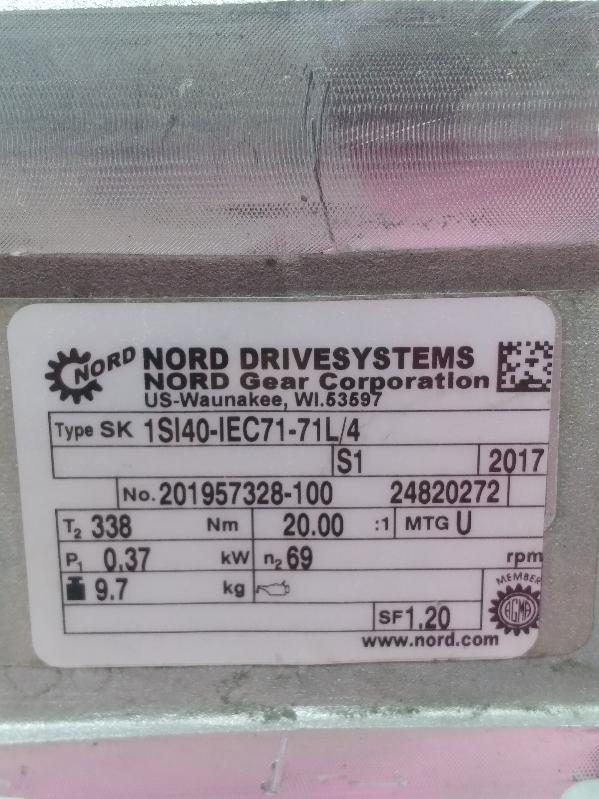 NORD NORD DRIVESYSTEMS
NORD Gear Corporation
US-Waunakee, WI.53597
Type SK 1SI40-IEC71-71L/4
S1 2017
No. 201957328-100 24820272
T2 338 Nm 20.00 :1 MTG U
P1 0,37 kW n2 69 rpm
9.7 kg
MEMBER AGMA
SF 1,20
www.nord.com